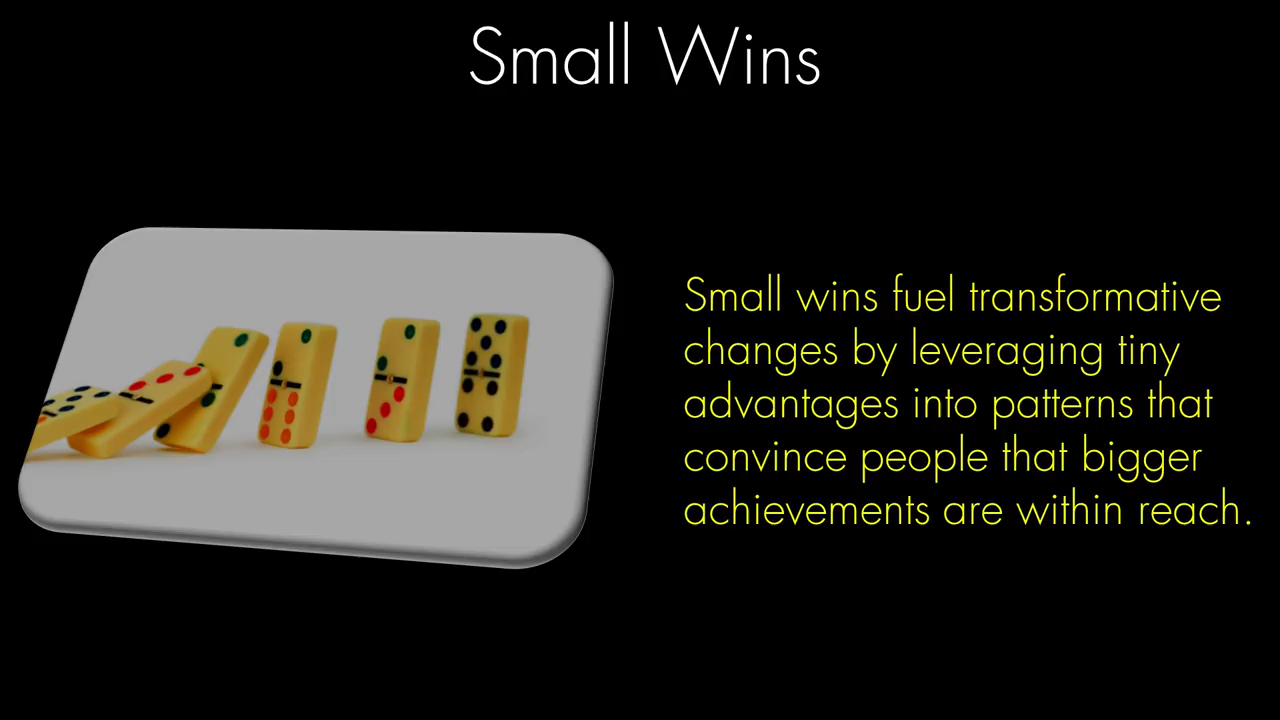 Small Wins
Small wins fuel transformative
changes by leveraging tiny
advantages into patterns that
convince people that bigger
achievements are within reach.